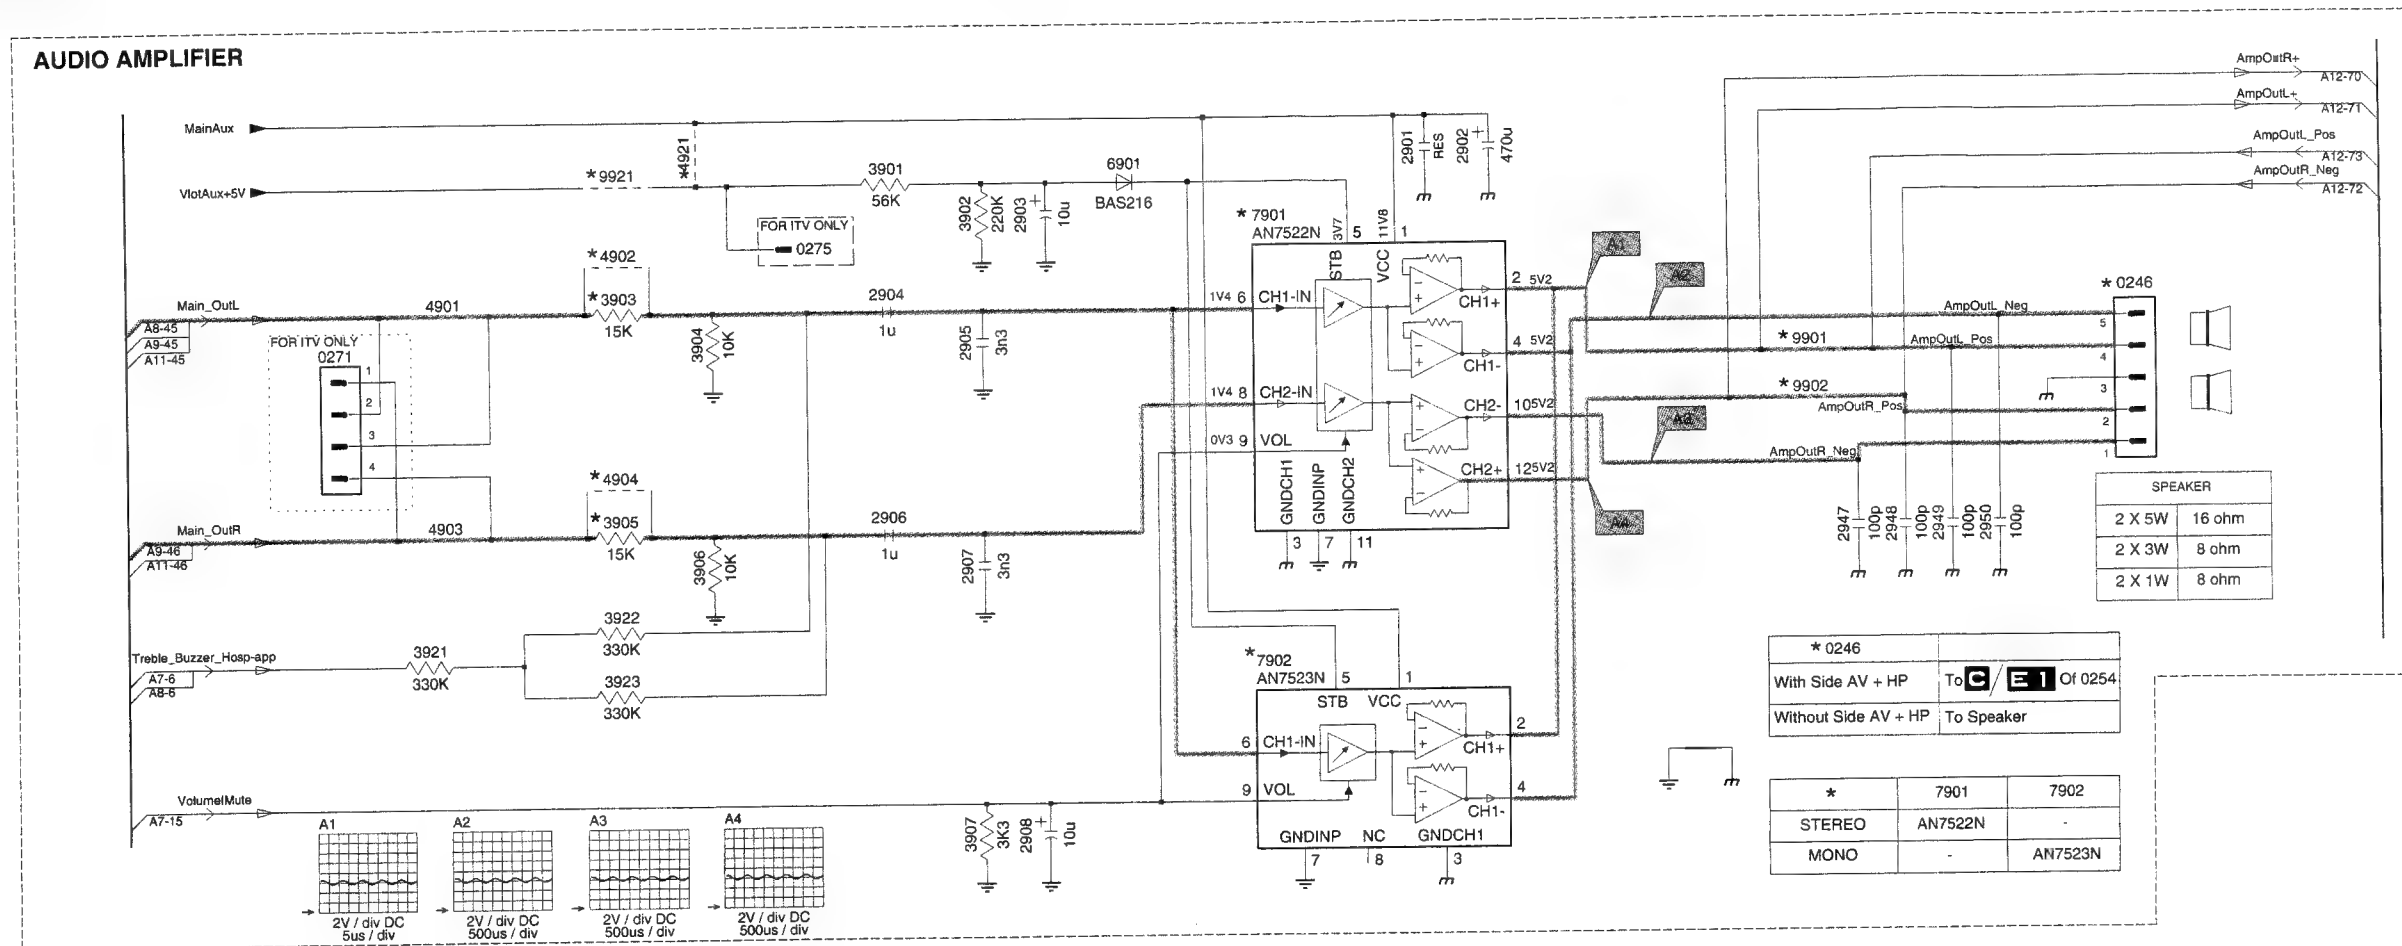 AUDIO AMPLIFIER
MainAux
VlotAux+5V
*9921
*4921
3901
56K
3902
220K
2903
+
10u
6901
BAS216
2901
RES
2902
+
470u
FOR ITV ONLY
0275
AmpOutR+
A12-70
AmpOutL+
A12-71
AmpOutL_Pos
A12-73
AmpOutR_Neg
A12-72
*4902
*3903
15K
Main_OutL
A8-45
A9-45
A11-45
4901
3904
10K
2904
1u
2905
3n3
FOR ITV ONLY
0271
1
2
3
4
Main_OutR
A9-46
A11-46
4903
*4904
*3905
15K
3906
10K
2906
1u
2907
3n3
Treble_Buzzer_Hosp-app
A7-6
A8-6
3921
330K
3922
330K
3923
330K
VolumeIMute
A7-15
3907
3K3
2908
+
10u
* 7901
AN7522N
STB
3V7
5
VCC
11V8
1
1V4 6
CH1-IN
1V4 8
CH2-IN
0V3 9
VOL
CH1+
2 5V2
CH1-
4 5V2
CH2-
10 5V2
CH2+
12 5V2
GNDCH1
GNDINP
GNDCH2
3
7
11
A1
A2
A3
A4
* 7902
AN7523N
5
1
STB
VCC
6
CH1-IN
9
VOL
CH1+
2
CH1-
4
GNDINP
NC
GNDCH1
7
8
3
* 0246
AmpOutL_Neg
5
*9901
AmpOutL_Pos
4
3
*9902
AmpOutR_Pos
2
AmpOutR_Neg
1
2947
100p
2948
100p
2949
100p
2950
100p
SPEAKER
2 X 5W 16 ohm
2 X 3W 8 ohm
2 X 1W 8 ohm
* 0246
With Side AV + HP To C / E 1 Of 0254
Without Side AV + HP To Speaker
* 7901 7902
STEREO AN7522N -
MONO - AN7523N
A1
2V / div DC
5us / div
A2
2V / div DC
500us / div
A3
2V / div DC
500us / div
A4
2V / div DC
500us / div